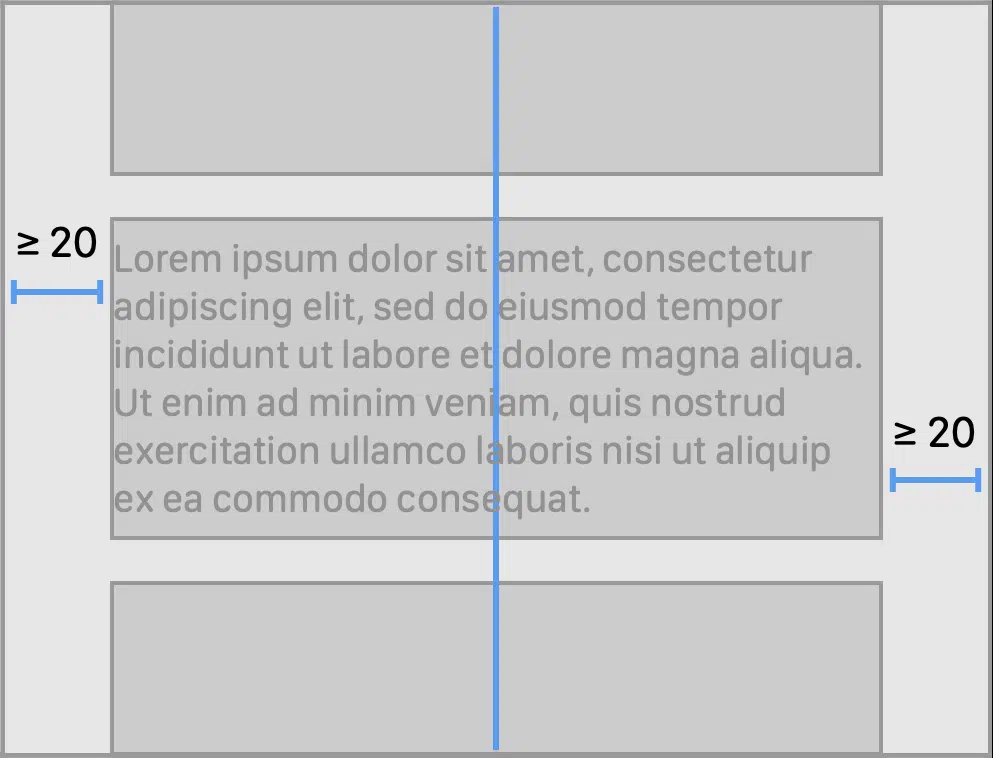 ≥ 20
Lorem ipsum dolor sit amet, consectetur
adipiscing elit, sed do eiusmod tempor
incididunt ut labore et dolore magna aliqua.
Ut enim ad minim veniam, quis nostrud
exercitation ullamco laboris nisi ut aliquip
ex ea commodo consequat.
≥ 20